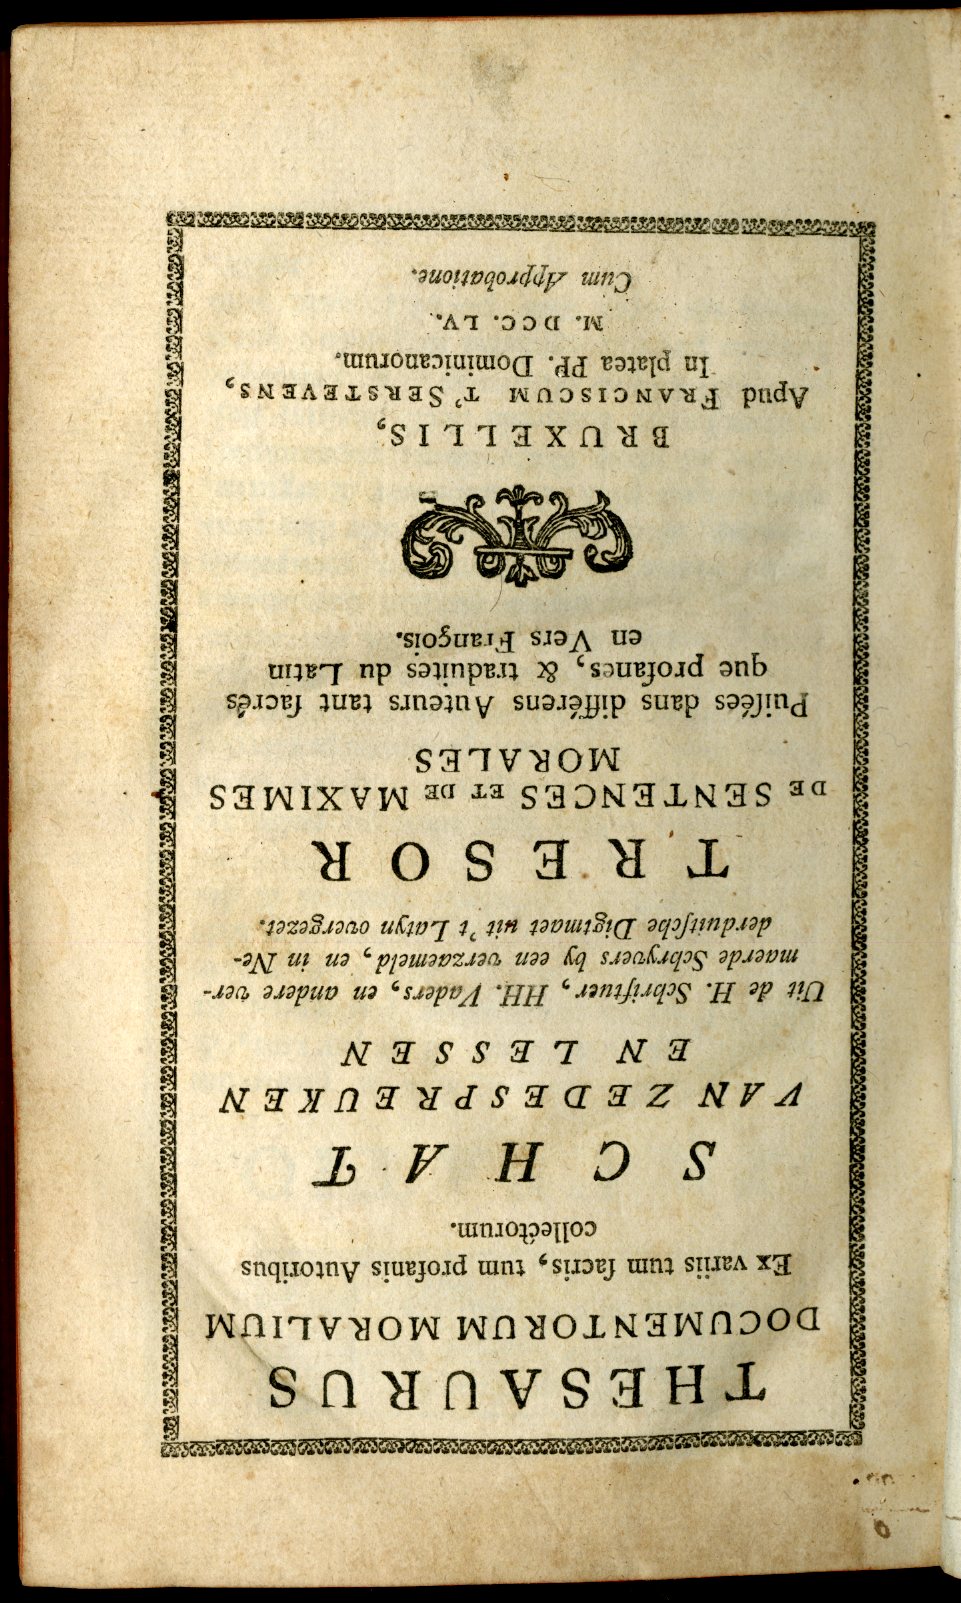 THESAURUS
DOCUMENTORUM MORALIUM
Ex variis tum ſacris, tum profanis Autoribus
collectorum.
SCHAT
VAN ZEDESPREUKEN
EN LESSEN
Uit de H. Schriftuer, HH. Vaders, en andere ver-
maerde Schryvers by een verzaemeld, en in Ne-
derduitſche Digtmaet uit 't Latyn overgezet.
TRESOR
DE SENTENCES ET DE MAXIMES
MORALES
Puiſées dans différens Auteurs tant ſacrés
que profanes, & traduites du Latin
en Vers François.
BRUXELLIS,
Apud FRANCISCUM T'SERSTEVENS,
In platea PP. Dominicanorum.
M. DCC. LV.
Cum Approbatione.